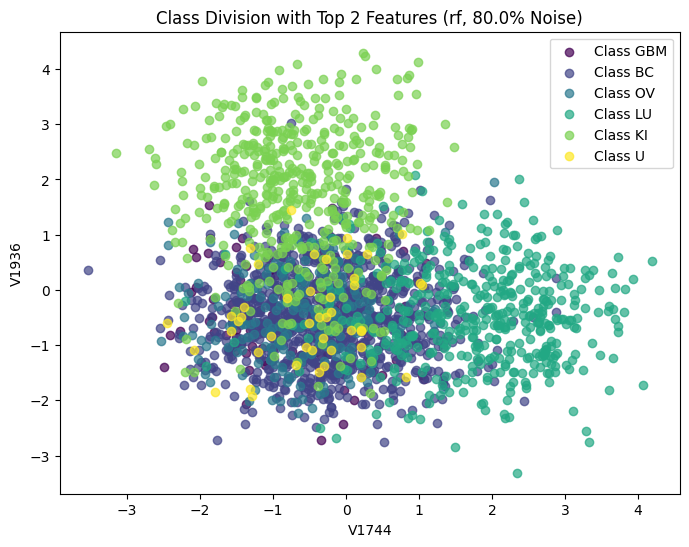 Class Division with Top 2 Features (rf, 80.0% Noise)
Class GBM
Class BC
Class OV
Class LU
Class KI
Class U
V1936
4
3
2
1
0
−1
−2
−3
−3
−2
−1
0
1
2
3
4
V1744